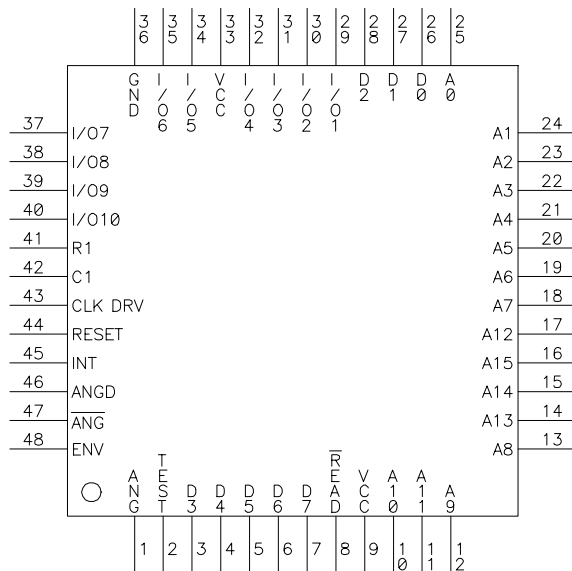 36 35 34 33 32 31 30 29 28 27 26 25
GND I/O6 I/O5 VCC I/O4 I/O3 I/O2 I/O1 D2 D1 D0 A0
37 I/O7 A1 24
38 I/O8 A2 23
39 I/O9 A3 22
40 I/O10 A4 21
41 R1 A5 20
42 C1 A6 19
43 CLK DRV A7 18
44 RESET A12 17
45 INT A15 16
46 ANGD A14 15
47 ANG A13 14
48 ENV A8 13
ANG TEST D3 D4 D5 D6 D7 READ VCC A10 A11 A9
1 2 3 4 5 6 7 8 9 10 11 12